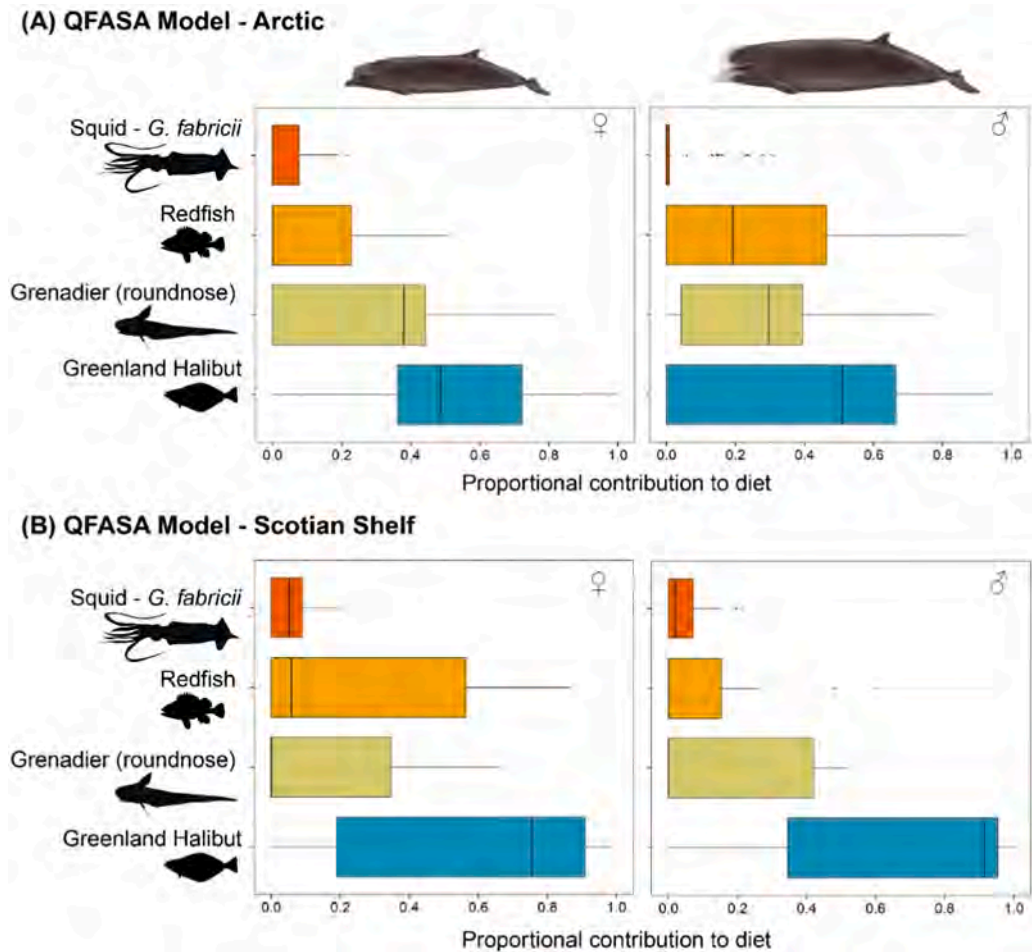 (A) QFASA Model - Arctic
♀
♂
Squid - G. fabricii
Redfish
Grenadier (roundnose)
Greenland Halibut
0.0 0.2 0.4 0.6 0.8 1.0
0.0 0.2 0.4 0.6 0.8 1.0
Proportional contribution to diet
(B) QFASA Model - Scotian Shelf
♀
♂
Squid - G. fabricii
Redfish
Grenadier (roundnose)
Greenland Halibut
0.0 0.2 0.4 0.6 0.8 1.0
0.0 0.2 0.4 0.6 0.8 1.0
Proportional contribution to diet